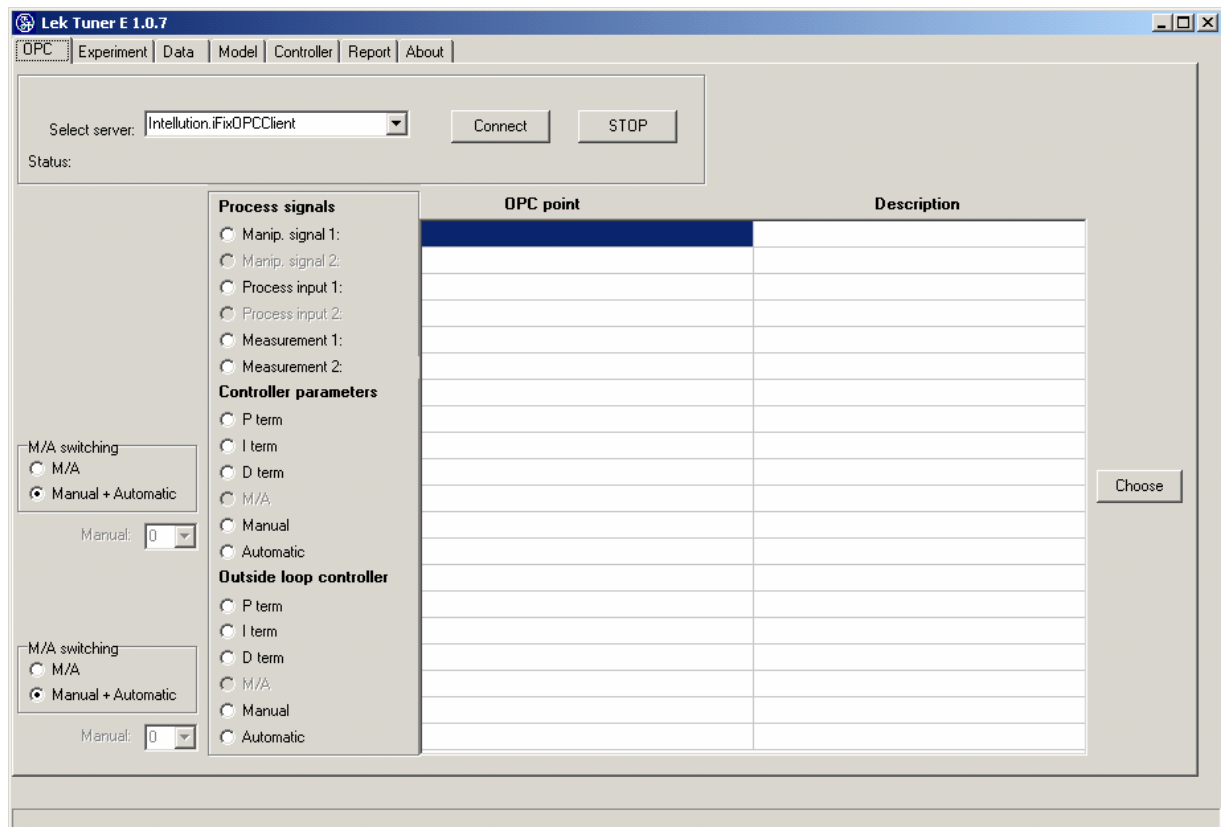 Lek Tuner E 1.0.7
OPC Experiment Data Model Controller Report About
Select server: Intellution.iFixOPCClient Connect STOP
Status:
Process signals OPC point Description
Manip. signal 1:
Manip. signal 2:
Process input 1:
Process input 2:
Measurement 1:
Measurement 2:
Controller parameters
P term
I term
D term
M/A
Manual
Automatic
Outside loop controller
P term
I term
D term
M/A
Manual
Automatic
M/A switching
M/A
Manual + Automatic
Manual: 0
M/A switching
M/A
Manual + Automatic
Manual: 0
Choose